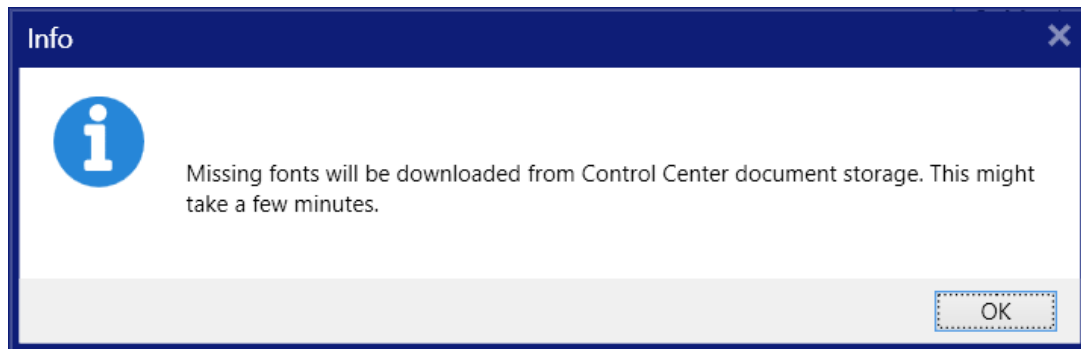 Info
Missing fonts will be downloaded from Control Center document storage. This might
take a few minutes.
OK